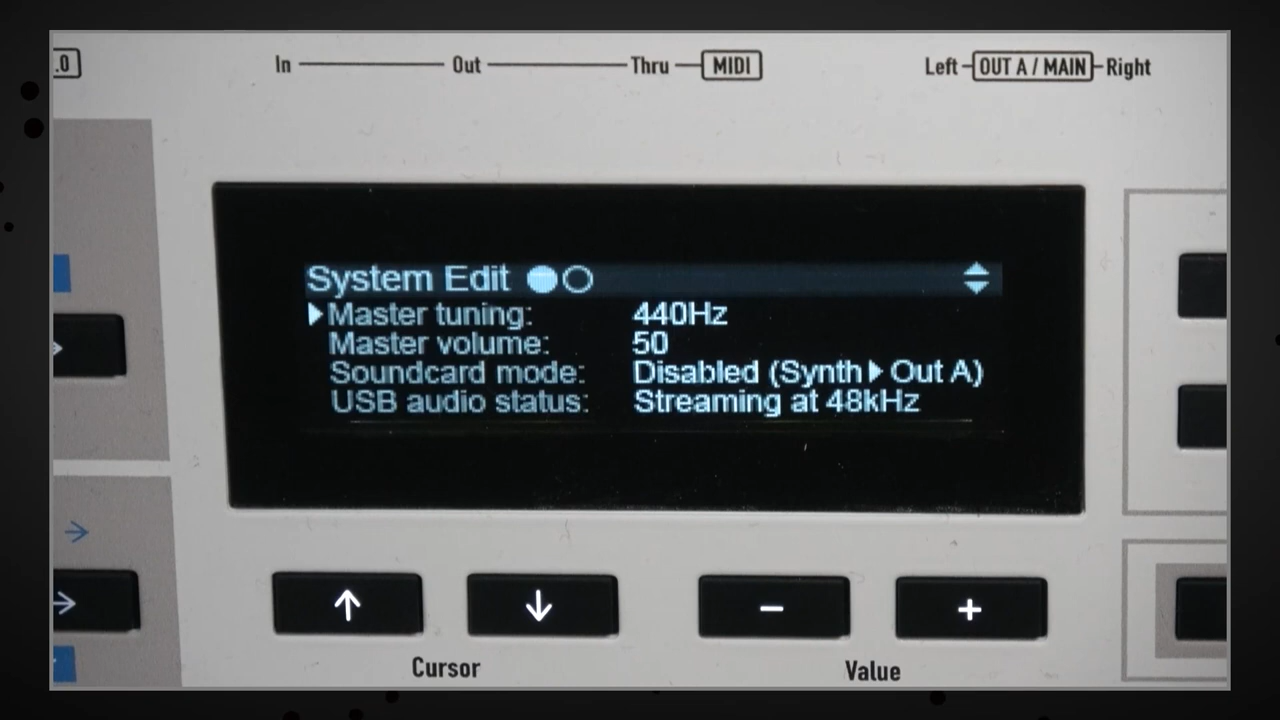 .0
In Out Thru MIDI
Left OUT A / MAIN Right
System Edit
Master tuning: 440Hz
Master volume: 50
Soundcard mode: Disabled (Synth▶Out A)
USB audio status: Streaming at 48kHz
Cursor Value